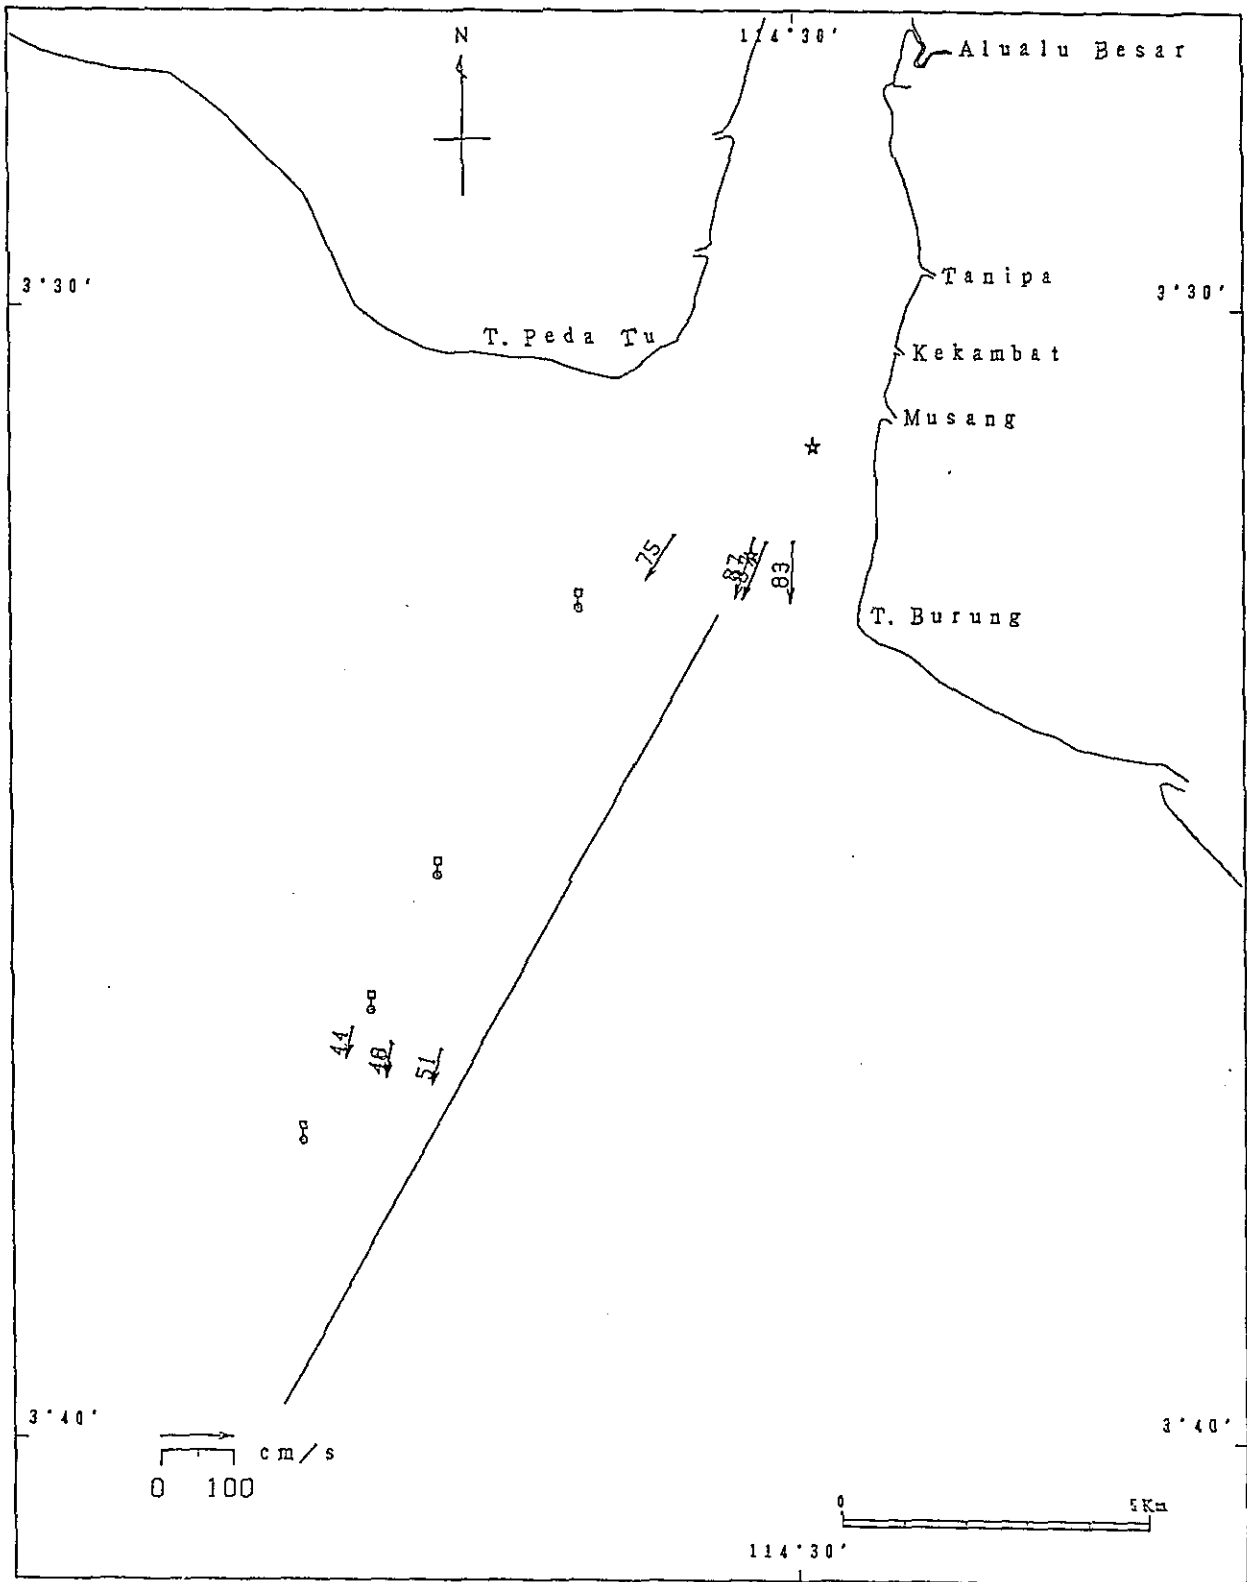 N
114°30'
Alualu Besar
3°30'
Tanipa
3°30'
T. Peda Tu
Kekambat
Musang
75
87
83
T. Burung
44
48
51
3°40'
3°40'
cm/s
0 100
0 5Km
114°30'